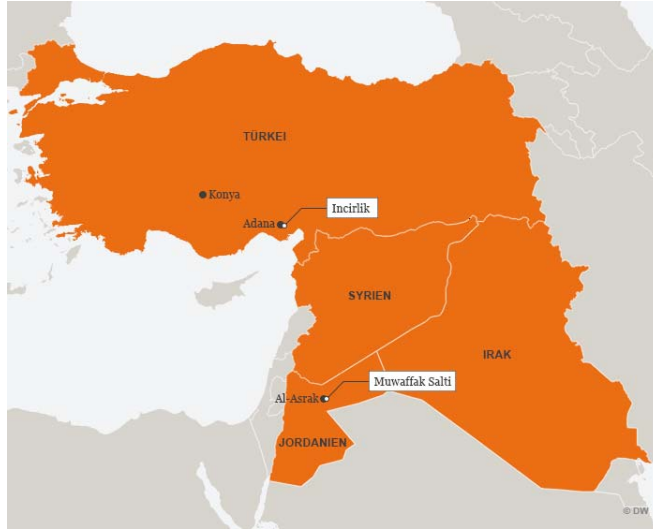 TÜRKEI
Konya
Incirlik
Adana
SYRIEN
IRAK
Muwaffak Salti
Al-Asrak
JORDANIEN
© DW